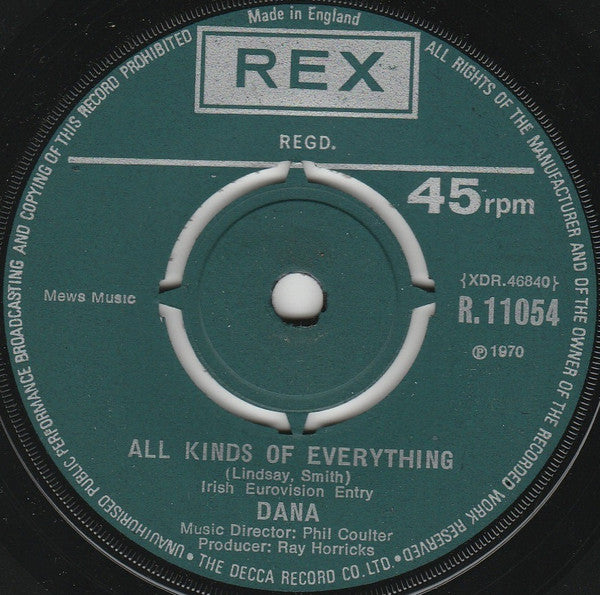 Made in England
REX
REGD.
45 rpm
Mews Music
{XDR.46840}
R.11054
℗ 1970
ALL KINDS OF EVERYTHING
(Lindsay, Smith)
Irish Eurovision Entry
DANA
Music Director: Phil Coulter
Producer: Ray Horricks
ALL RIGHTS OF THE MANUFACTURER AND OF THE OWNER OF THE RECORDED WORK RESERVED • UNAUTHORISED PUBLIC PERFORMANCE BROADCASTING AND COPYING OF THIS RECORD PROHIBITED
• THE DECCA RECORD CO. LTD. •